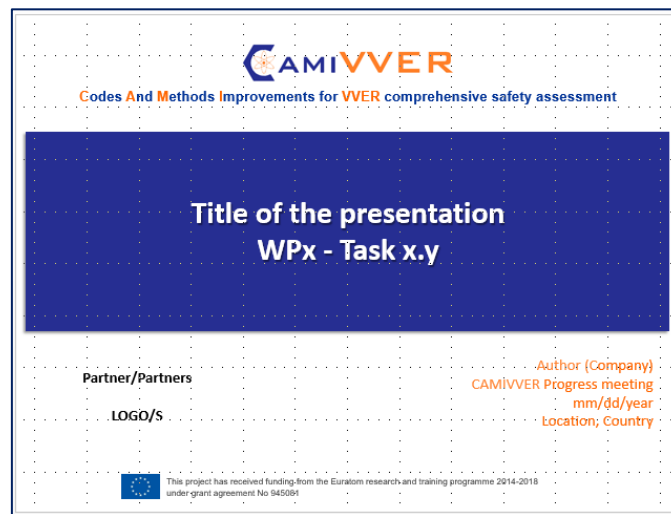 CAMIVVER
Codes And Methods Improvements for VVER comprehensive safety assessment
Title of the presentation
WPx - Task x.y
Partner/Partners
LOGO/S
Author (Company)
CAMIVVER Progress meeting
mm/dd/year
Location, Country
This project has received funding from the Euratom research and training programme 2014-2018
under grant agreement No 945081